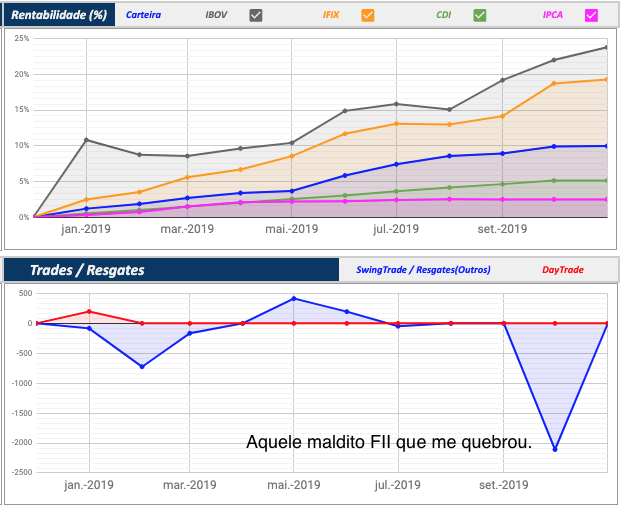 Rentabilidade (%) Carteira IBOV IFIX CDI IPCA
25%
20%
15%
10%
5%
0%
jan.-2019 mar.-2019 mai.-2019 jul.-2019 set.-2019
Trades / Resgates SwingTrade / Resgates(Outros) DayTrade
500
0
-500
-1000
-1500
-2000
-2500
Aquele maldito FII que me quebrou.
jan.-2019 mar.-2019 mai.-2019 jul.-2019 set.-2019